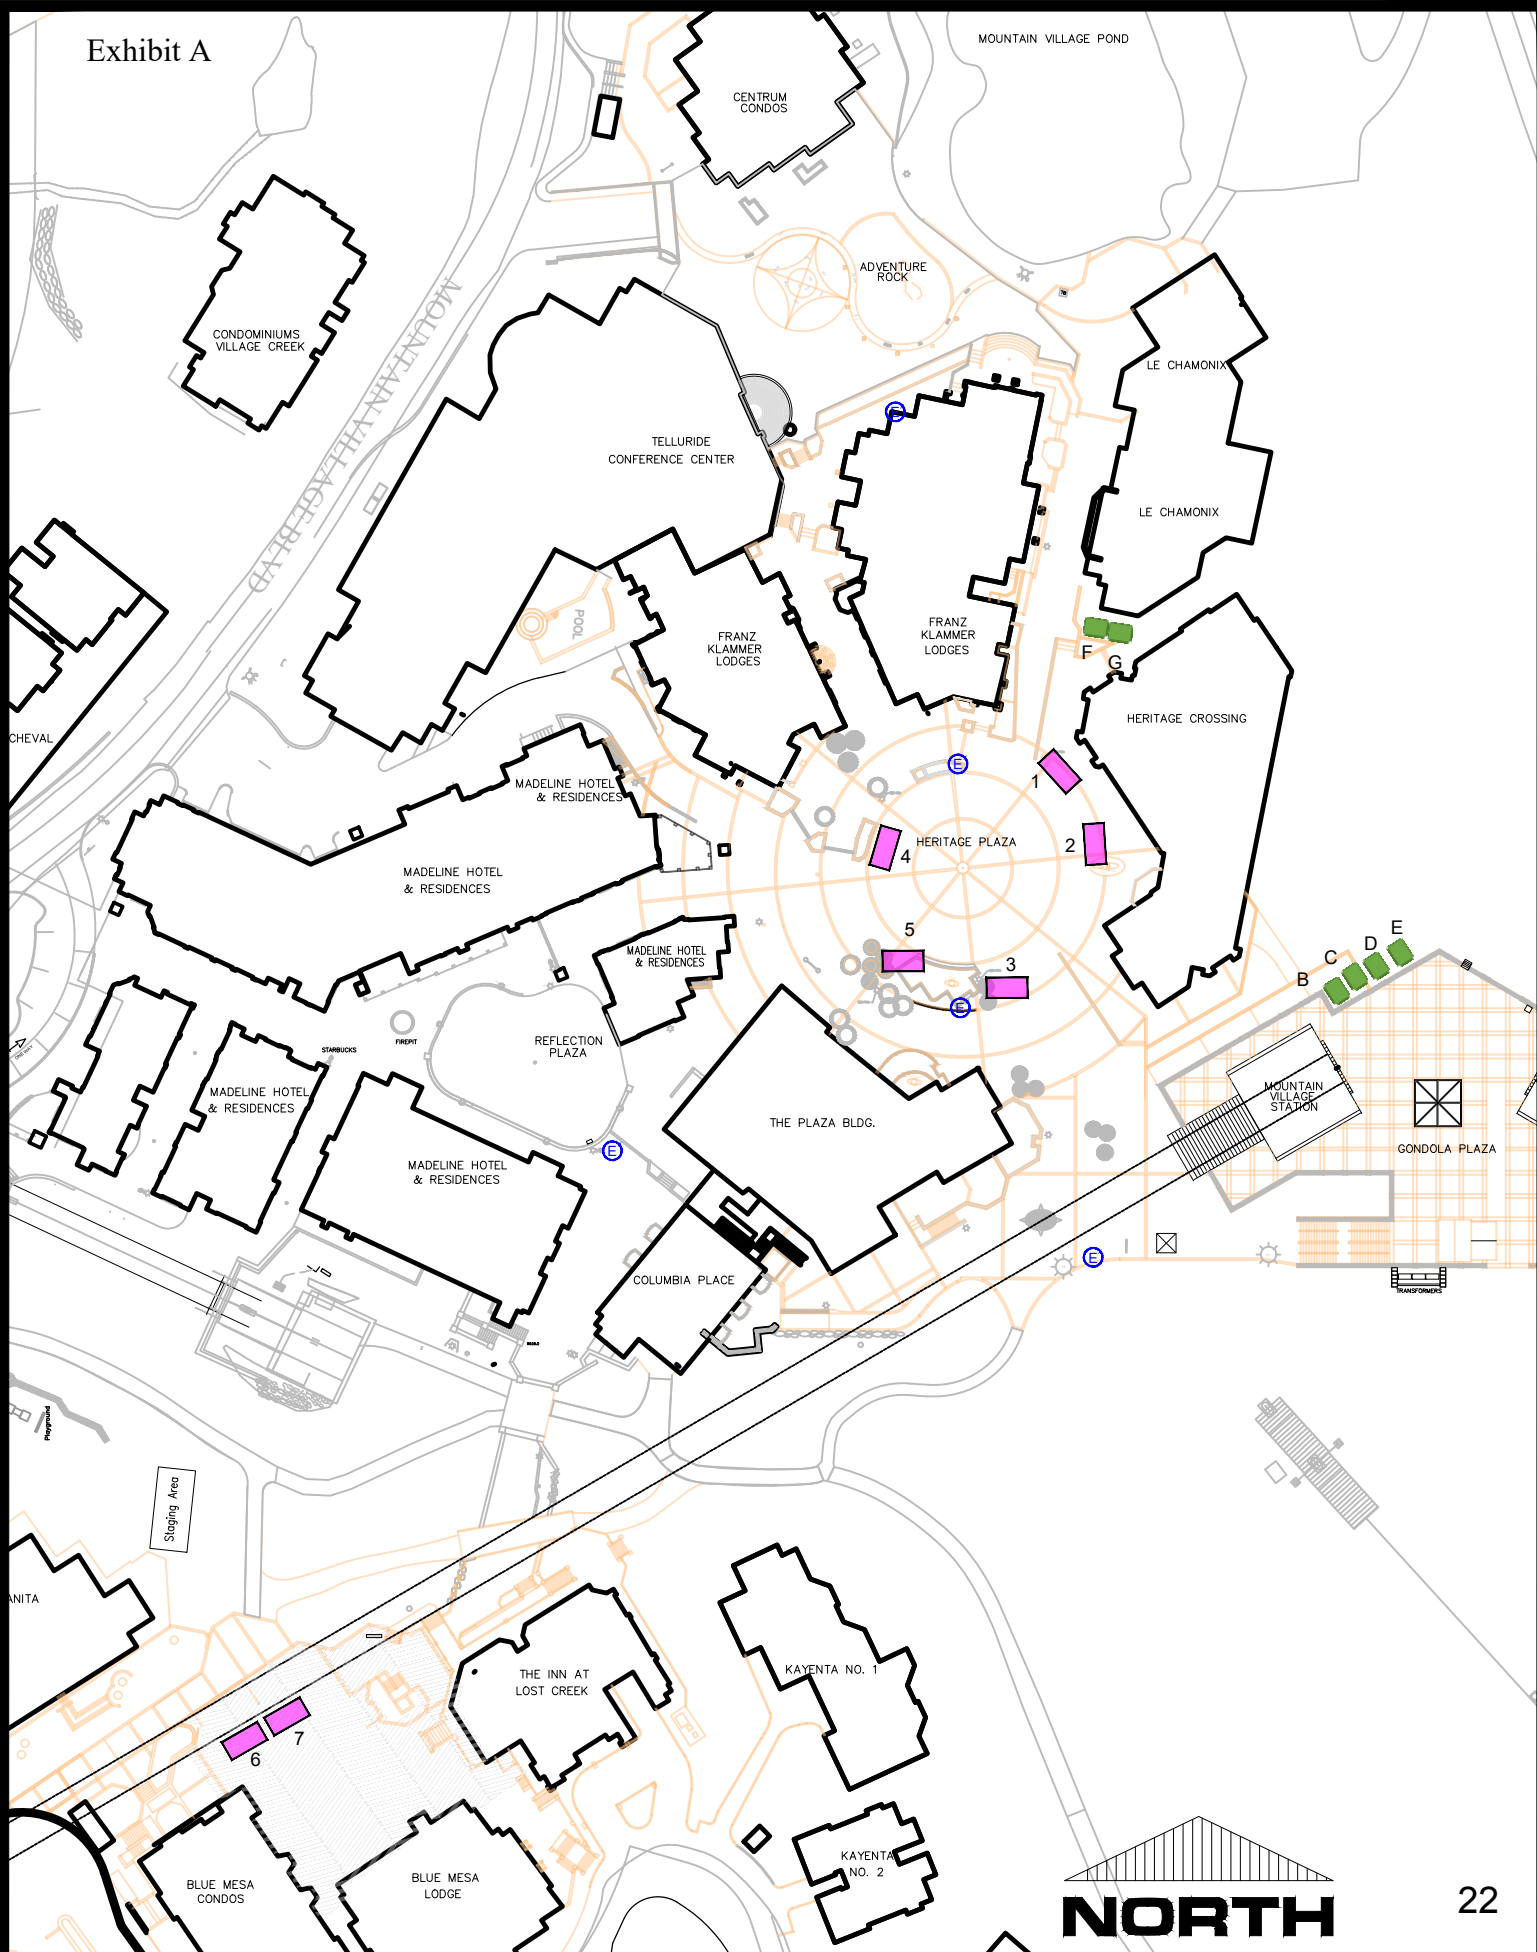 Exhibit A
MOUNTAIN VILLAGE POND
CENTRUM
CONDOS
ADVENTURE
ROCK
CONDOMINIUMS
VILLAGE CREEK
MOUNTAIN VILLAGE BLVD
LE CHAMONIX
TELLURIDE
CONFERENCE CENTER
E
LE CHAMONIX
POOL
FRANZ
KLAMMER
LODGES
FRANZ
KLAMMER
LODGES
F
G
HERITAGE CROSSING
CHEVAL
MADELINE HOTEL
& RESIDENCES
E
1
HERITAGE PLAZA
2
4
MADELINE HOTEL
& RESIDENCES
MADELINE HOTEL
& RESIDENCES
5
3
E
B
C
D
E
REFLECTION
PLAZA
FIREPIT
STARBUCKS
ONE WAY
MADELINE HOTEL
& RESIDENCES
MOUNTAIN
VILLAGE
STATION
THE PLAZA BLDG.
GONDOLA PLAZA
E
MADELINE HOTEL
& RESIDENCES
E
COLUMBIA PLACE
TRANSFORMERS
Playground
Staging Area
ANITA
THE INN AT
LOST CREEK
KAYENTA NO. 1
7
6
BLUE MESA
CONDOS
BLUE MESA
LODGE
KAYENTA
NO. 2
NORTH
22